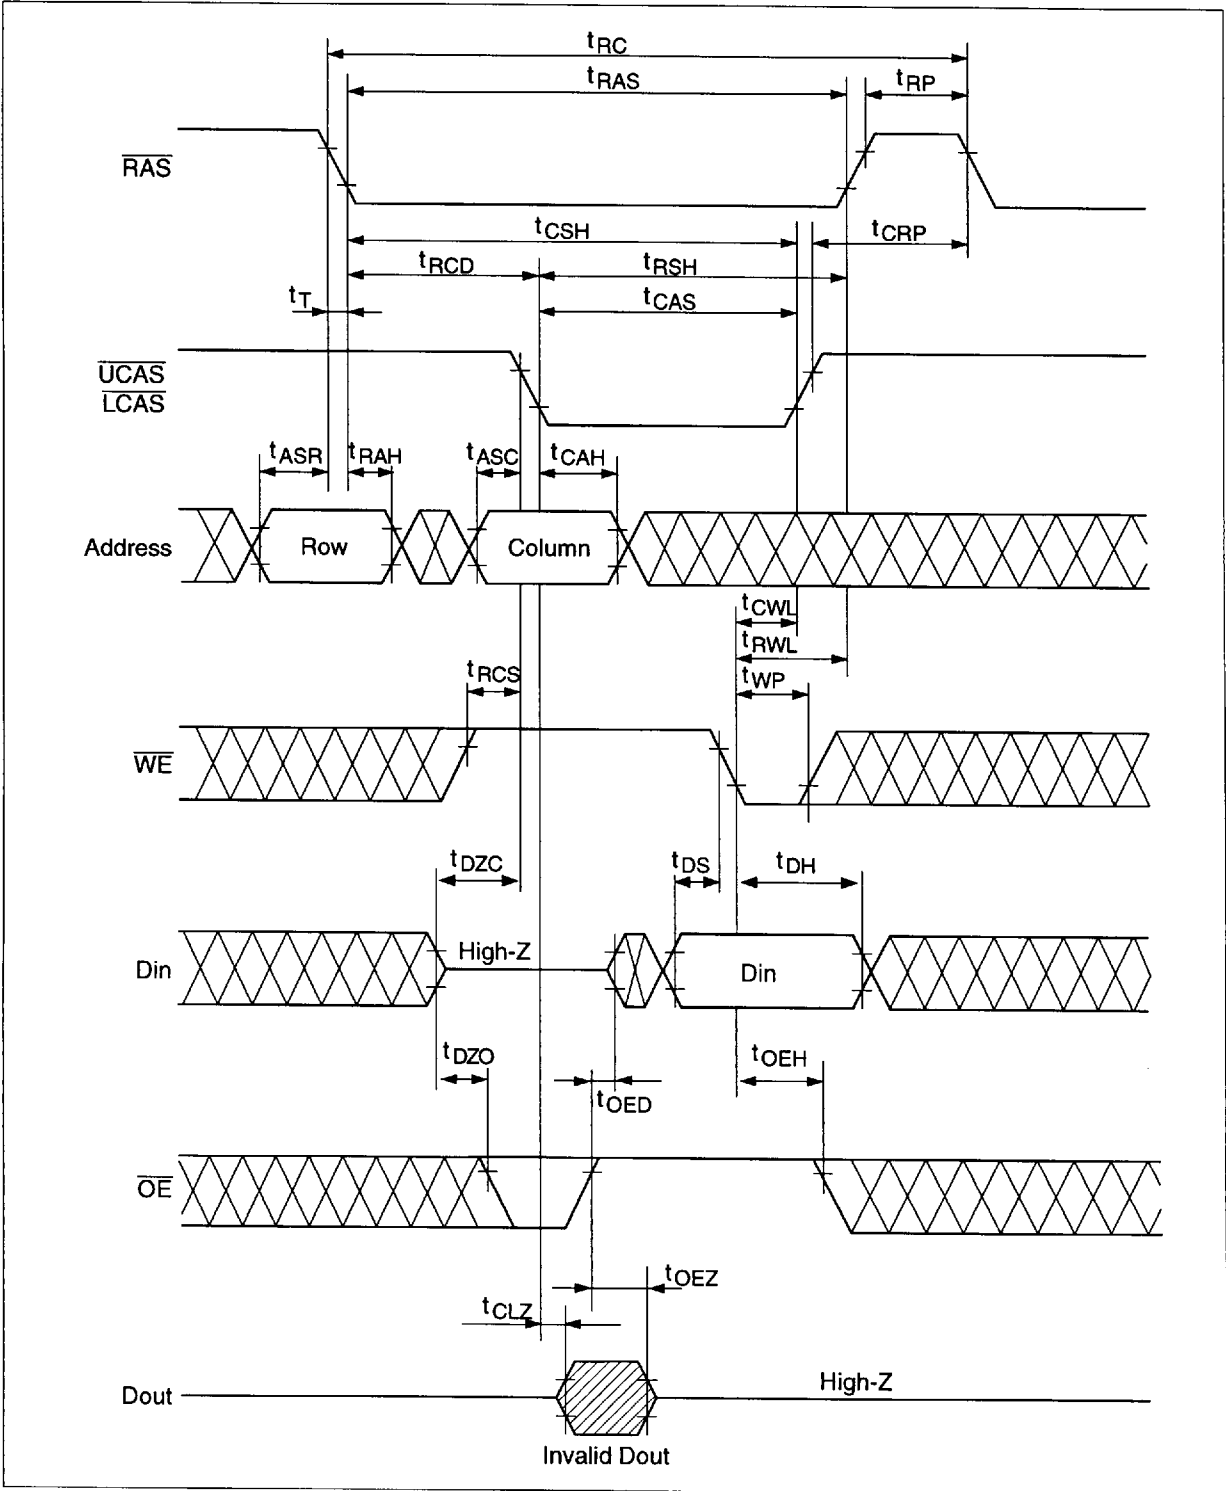 tRC
tRAS
tRP
RAS
tCSH
tCRP
tRCD
tRSH
tT
tCAS
UCAS
LCAS
tASR
tRAH
tASC
tCAH
Address
Row
Column
tCWL
tRWL
tRCS
tWP
WE
tDZC
tDS
tDH
High-Z
Din
Din
tDZO
tOEH
tOED
OE
tOEZ
tCLZ
Dout
High-Z
Invalid Dout